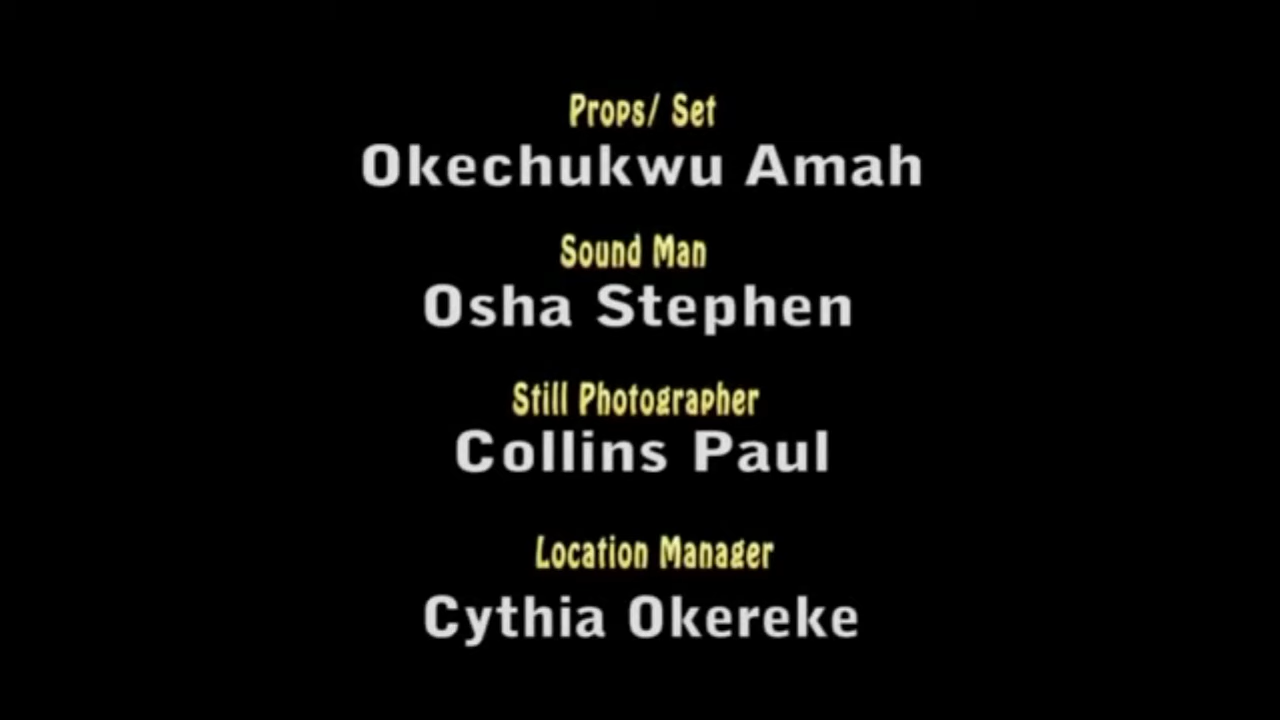 Props/ Set
Okechukwu Amah
Sound Man
Osha Stephen
Still Photographer
Collins Paul
Location Manager
Cythia Okereke